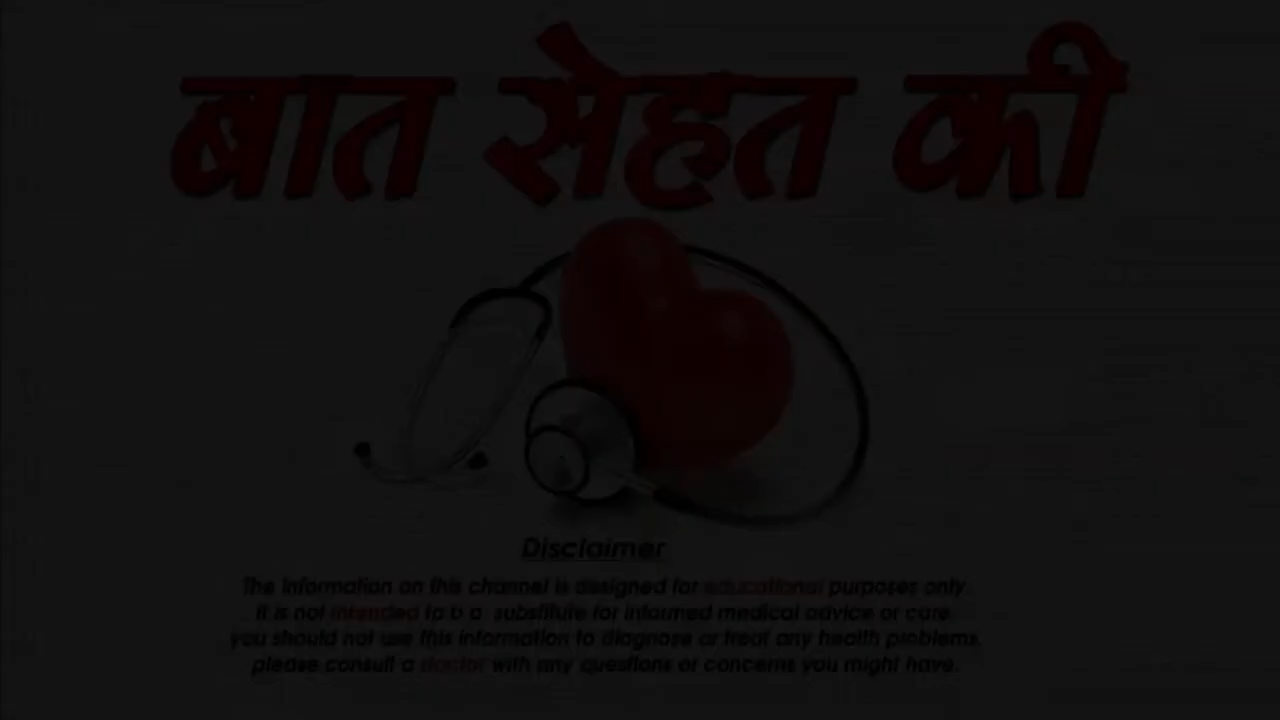 बात सेहत की
Disclaimer
The information on this channel is designed for educational purposes only.
it is not intended to b a substitute for informed medical advice or care.
you should not use this information to diagnose or treat any health problems.
please consult a doctor with any questions or concerns you might have.